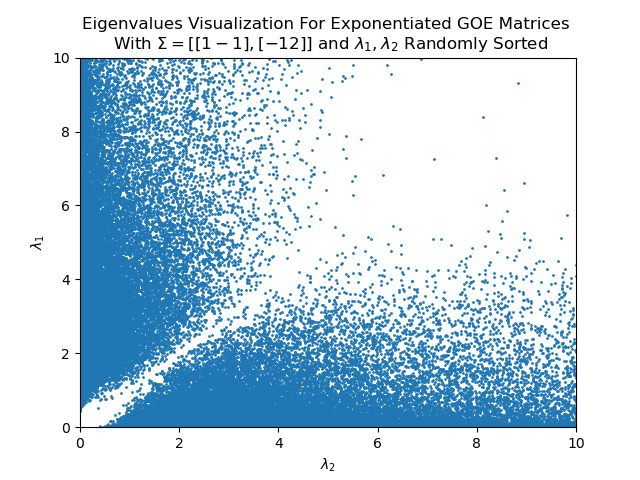 Eigenvalues Visualization For Exponentiated GOE Matrices
With Σ = [[1 − 1], [−12]] and λ₁, λ₂ Randomly Sorted
10
8
6
4
2
0
λ₁
0 2 4 6 8 10
λ₂